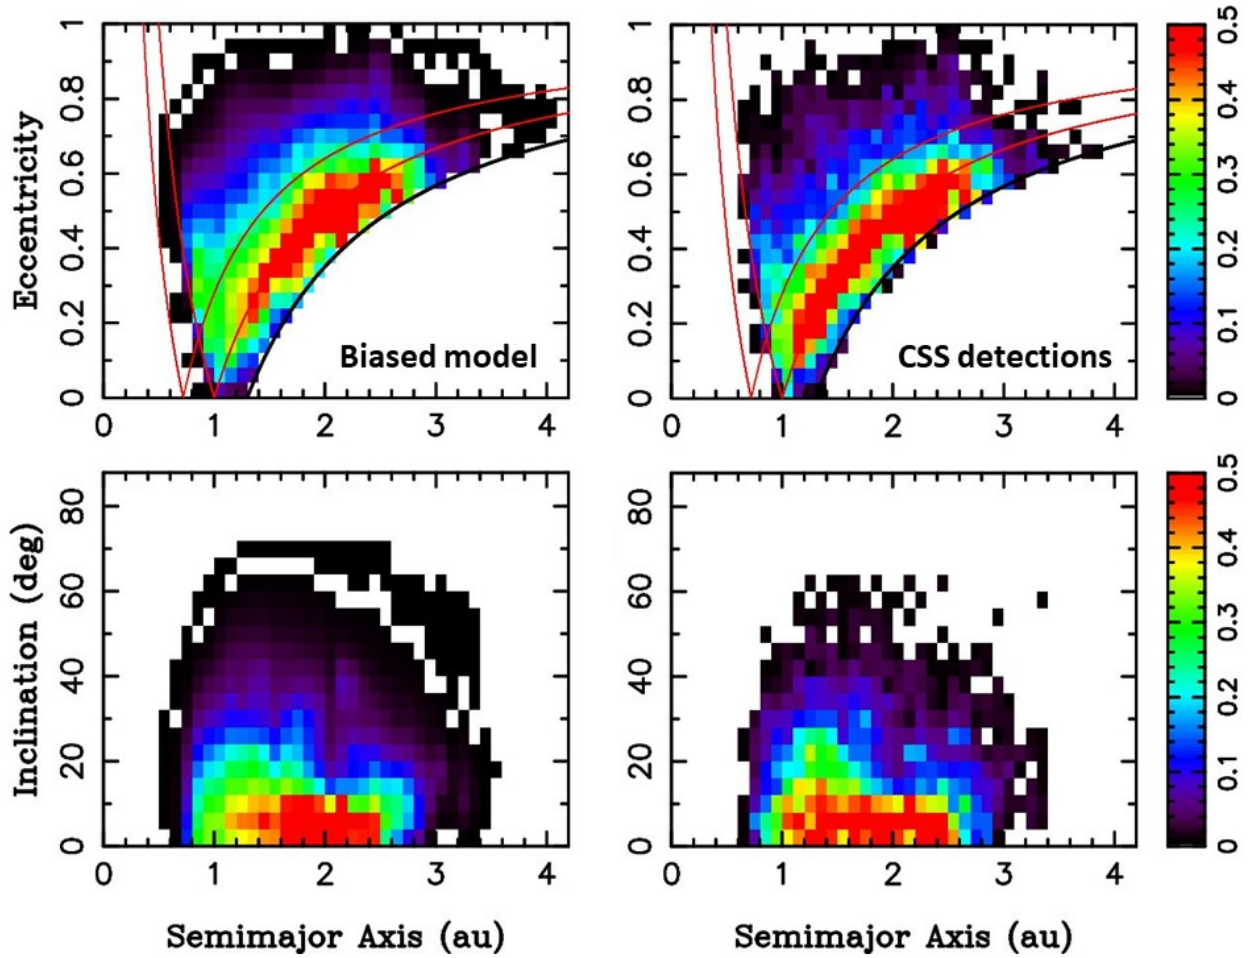 Eccentricity
0 0.2 0.4 0.6 0.8 1
Biased model
0 1 2 3 4
0 0.2 0.4 0.6 0.8 1
CSS detections
0 1 2 3 4
0 0.1 0.2 0.3 0.4 0.5
Inclination (deg)
0 20 40 60 80
0 1 2 3 4
Semimajor Axis (au)
0 20 40 60 80
0 1 2 3 4
Semimajor Axis (au)
0 0.1 0.2 0.3 0.4 0.5